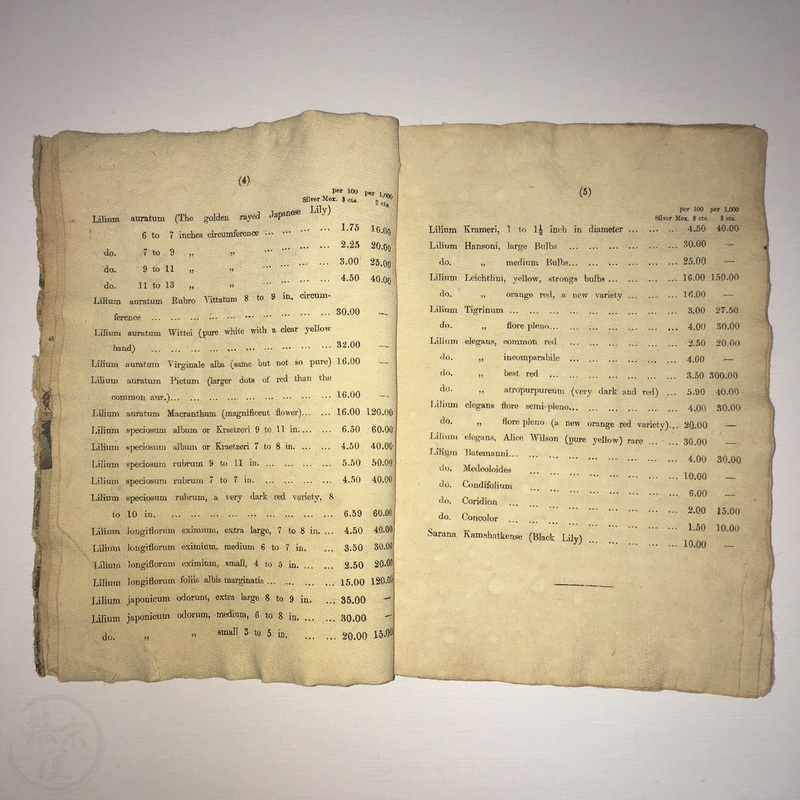 (4)
per 100 per 1,000
Silver Mex. $ cts. $ cts.
Lilium auratum (The golden rayed Japanese Lily)
6 to 7 inches circumference ... ... ... ... 1.75 16.00
do. 7 to 9 „ „ ... ... ... ... 2.25 20.00
do. 9 to 11 „ „ ... ... ... ... 3.00 25.00
do. 11 to 13 „ „ ... ... ... ... 4.50 40.00
Lilium auratum Rubro Vittatum 8 to 9 in. circum-
ference ... ... ... ... ... ... ... ... 30.00 —
Lilium auratum Wittei (pure white with a clear yellow
band) ... ... ... ... ... ... ... ... 32.00 —
Lilium auratum Virginale alba (same but not so pure) 16.00 —
Lilium auratum Pictum (larger dots of red than the
common aur.)... ... ... ... ... ... ... 16.00 —
Lilium auratum Macranthum (magnificent flower)... ... 16.00 120.00
Lilium speciosum album or Kraetzeri 9 to 11 in.... ... 6.50 60.00
Lilium speciosum album or Kraetzeri 7 to 8 in. ... ... 4.50 40.00
Lilium speciosum rubrum 9 to 11 in. ... ... ... ... 5.50 50.00
Lilium speciosum rubrum 7 to 7 in. ... ... ... ... 4.50 40.00
Lilium speciosum rubrum, a very dark red variety, 8
to 10 in. ... ... ... ... ... ... ... ... 6.59 60.00
Lilium longiflorum eximium, extra large, 7 to 8 in. ... 4.50 40.00
Lilium longiflorum eximium, medium 6 to 7 in. ... 3.50 30.00
Lilium longiflorum eximium, small, 4 to 5 in. ... ... 2.50 20.00
Lilium longiflorum foliis albis marginatis ... ... ... ... 15.00 120.00
Lilium japonicum odorum, extra large 8 to 9 in. ... 35.00 —
Lilium japonicum odorum, medium, 6 to 8 in. ... ... 30.00 —
do. „ „ small 3 to 5 in. ... ... 20.00 15.00
(5)
per 100 per 1,000
Silver Mex. $ cts. $ cts.
Lilium Krameri, 1 to 1½ inch in diameter ... ... ... 4.50 40.00
Lilium Hansoni, large Bulbs ... ... ... ... ... 30.00 —
do. „ medium Bulbs... ... ... ... ... 25.00 —
Lilium Leichtlini, yellow, strongs bulbs ... ... ... ... 16.00 150.00
do. „ orange red, a new variety ... ... ... 16.00 —
Lilium Tigrinum ... ... ... ... ... ... ... ... 3.00 27.50
do. „ flore pleno... ... ... ... ... ... 4.00 30.00
Lilium elegans, common red ... ... ... ... ... 2.50 20.00
do. „ incomparabile ... ... ... ... ... 4.00 —
do. „ best red ... ... ... ... ... ... 3.50 300.00
do. „ atropurpureum (very dark and red) ... 5.90 40.00
Lilium elegans flore semi-pleno... ... ... ... ... 4.00 30.00
do. „ flore pleno (a new orange red variety)... 20.00 —
Lilium elegans, Alice Wilson (pure yellow) rare ... ... 30.00 —
Lilium Batemanni... ... ... ... ... ... ... ... 4.00 30.00
do. Medeoloides ... ... ... ... ... ... ... 10.00 —
do. Condifolium ... ... ... ... ... ... ... 6.00 —
do. Coridion ... ... ... ... ... ... ... 2.00 15.00
do. Concolor ... ... ... ... ... ... ... 1.50 10.00
Sarana Kamshatkense (Black Lily) ... ... ... ... ... 10.00 —
幕末屋